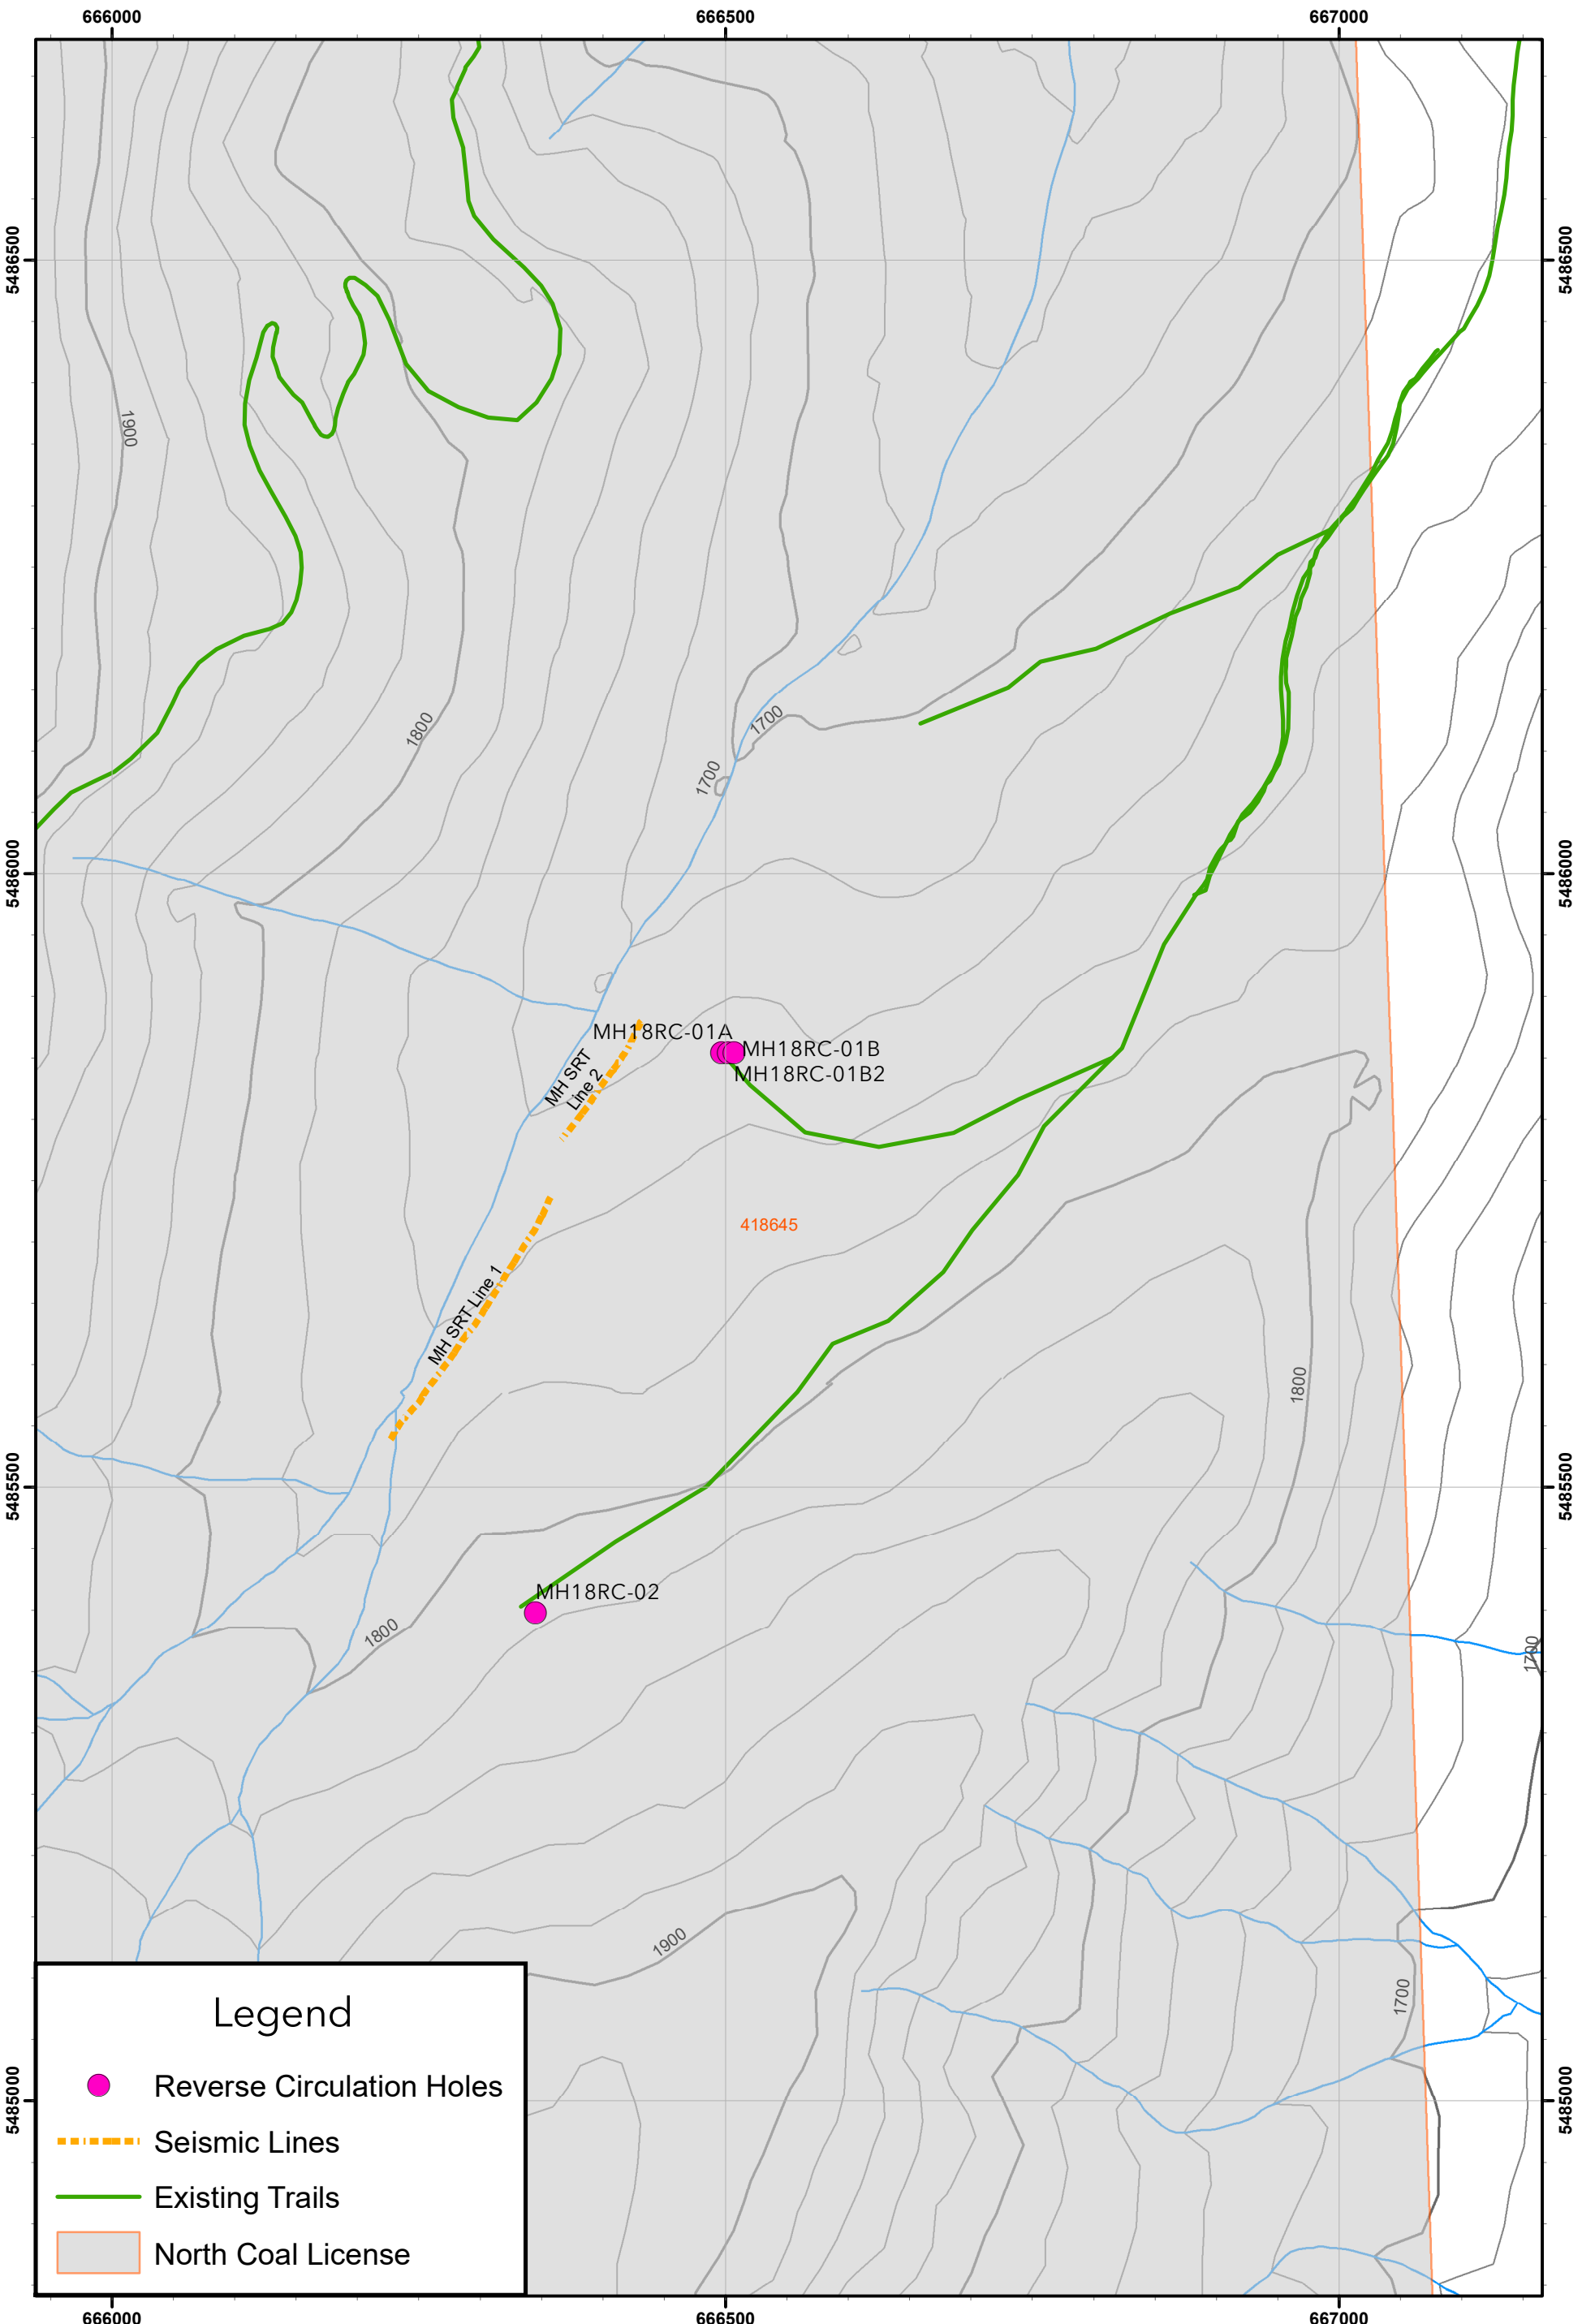 666000
666500
667000
5486500
5486500
1900
1800
1700
1700
5486000
5486000
MH18RC-01A
MH18RC-01B
MH18RC-01B2
MH SRT
Line 2
418645
MH SRT Line 1
1800
5485500
5485500
MH18RC-02
1800
1700
1900
1700
Legend
Reverse Circulation Holes
Seismic Lines
Existing Trails
North Coal License
5485000
5485000
666000
666500
667000